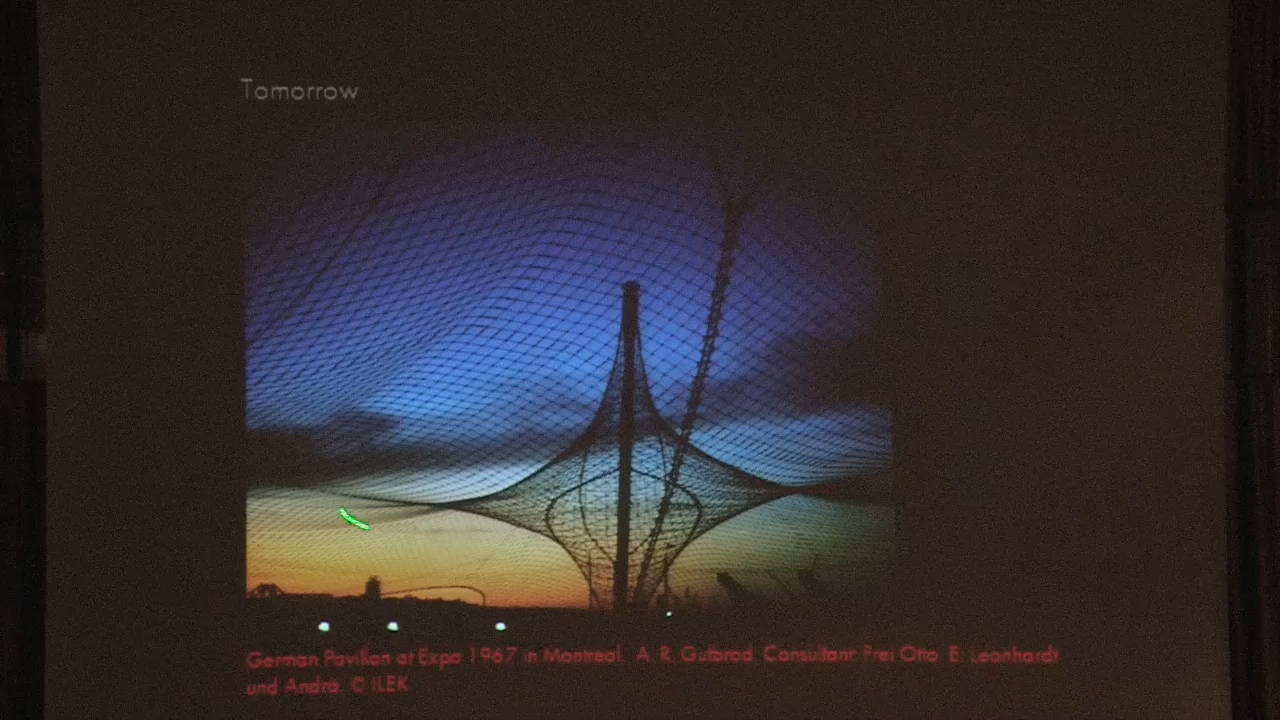 Tomorrow
German Pavilion at Expo 1967 in Montreal. A. R. Gutbrod. Consultant: Frei Otto. E. Leonhardt
und Andrä. © ILEK